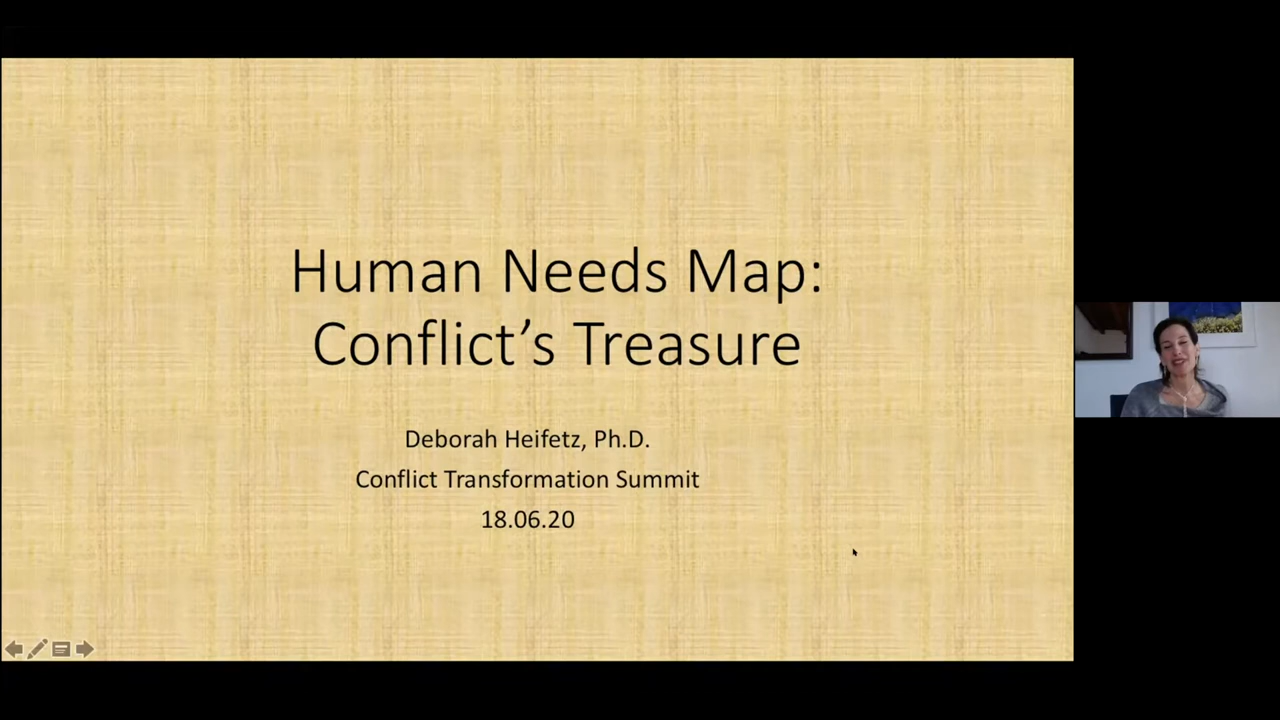 Human Needs Map:
Conflict’s Treasure
Deborah Heifetz, Ph.D.
Conflict Transformation Summit
18.06.20